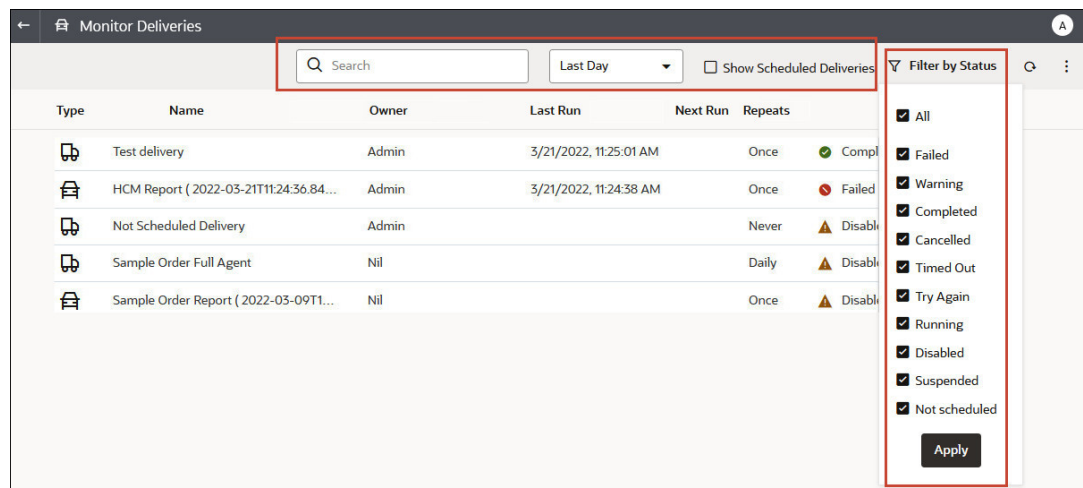 Monitor Deliveries A
Search Last Day Show Scheduled Deliveries Filter by Status
Type Name Owner Last Run Next Run Repeats
All
Test delivery Admin 3/21/2022, 11:25:01 AM Once Compl
Failed
HCM Report ( 2022-03-21T11:24:36.84... Admin 3/21/2022, 11:24:38 AM Once Failed
Warning
Completed
Not Scheduled Delivery Admin Never Disabl
Cancelled
Sample Order Full Agent Nil Daily Disabl
Timed Out
Sample Order Report ( 2022-03-09T1... Nil Once Disabl
Try Again
Running
Disabled
Suspended
Not scheduled
Apply